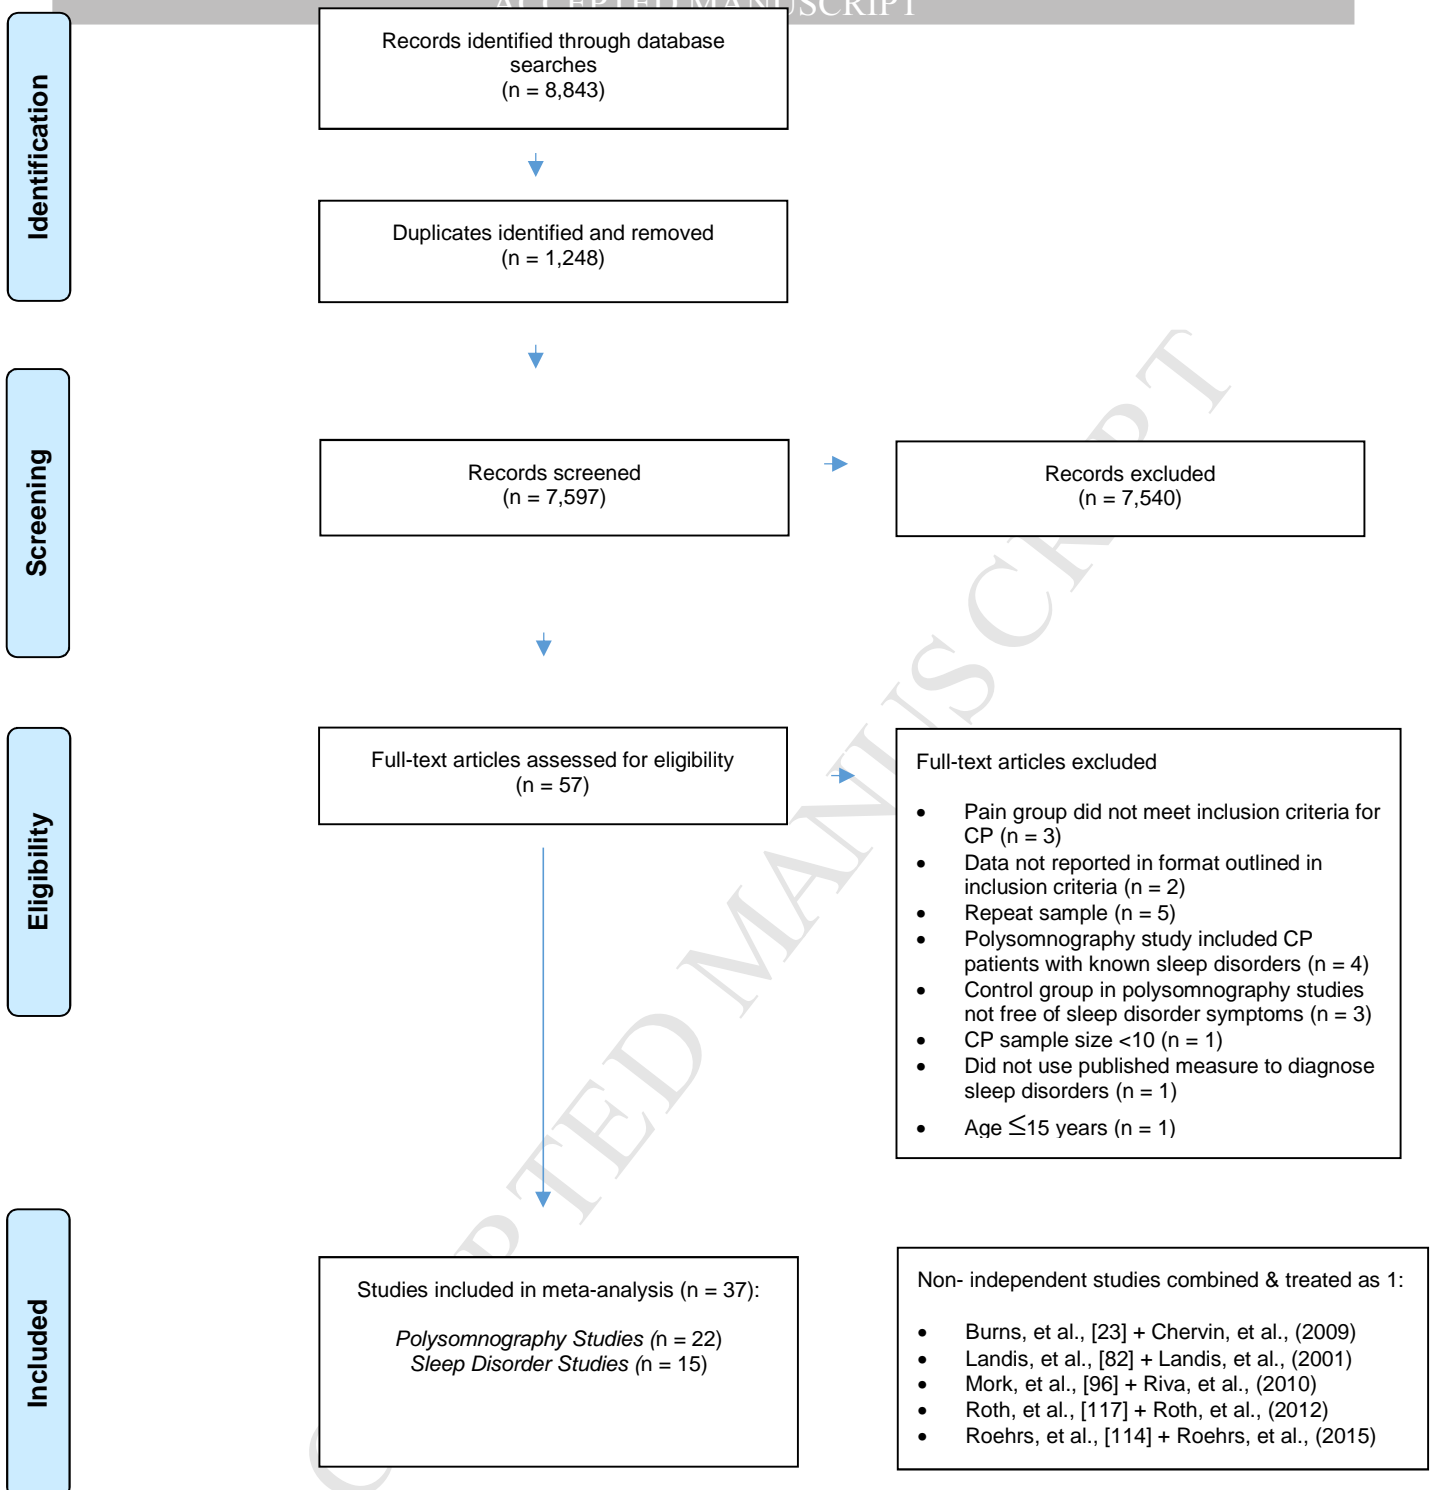 ACCEPTED MANUSCRIPT
Identification
Records identified through database
searches
(n = 8,843)
Duplicates identified and removed
(n = 1,248)
Screening
Records screened
(n = 7,597)
Records excluded
(n = 7,540)
Eligibility
Full-text articles assessed for eligibility
(n = 57)
Full-text articles excluded
• Pain group did not meet inclusion criteria for
CP (n = 3)
• Data not reported in format outlined in
inclusion criteria (n = 2)
• Repeat sample (n = 5)
• Polysomnography study included CP
patients with known sleep disorders (n = 4)
• Control group in polysomnography studies
not free of sleep disorder symptoms (n = 3)
• CP sample size <10 (n = 1)
• Did not use published measure to diagnose
sleep disorders (n = 1)
• Age ≤15 years (n = 1)
Included
Studies included in meta-analysis (n = 37):
Polysomnography Studies (n = 22)
Sleep Disorder Studies (n = 15)
Non- independent studies combined & treated as 1:
• Burns, et al., [23] + Chervin, et al., (2009)
• Landis, et al., [82] + Landis, et al., (2001)
• Mork, et al., [96] + Riva, et al., (2010)
• Roth, et al., [117] + Roth, et al., (2012)
• Roehrs, et al., [114] + Roehrs, et al., (2015)
ACCEPTED MANUSCRIPT